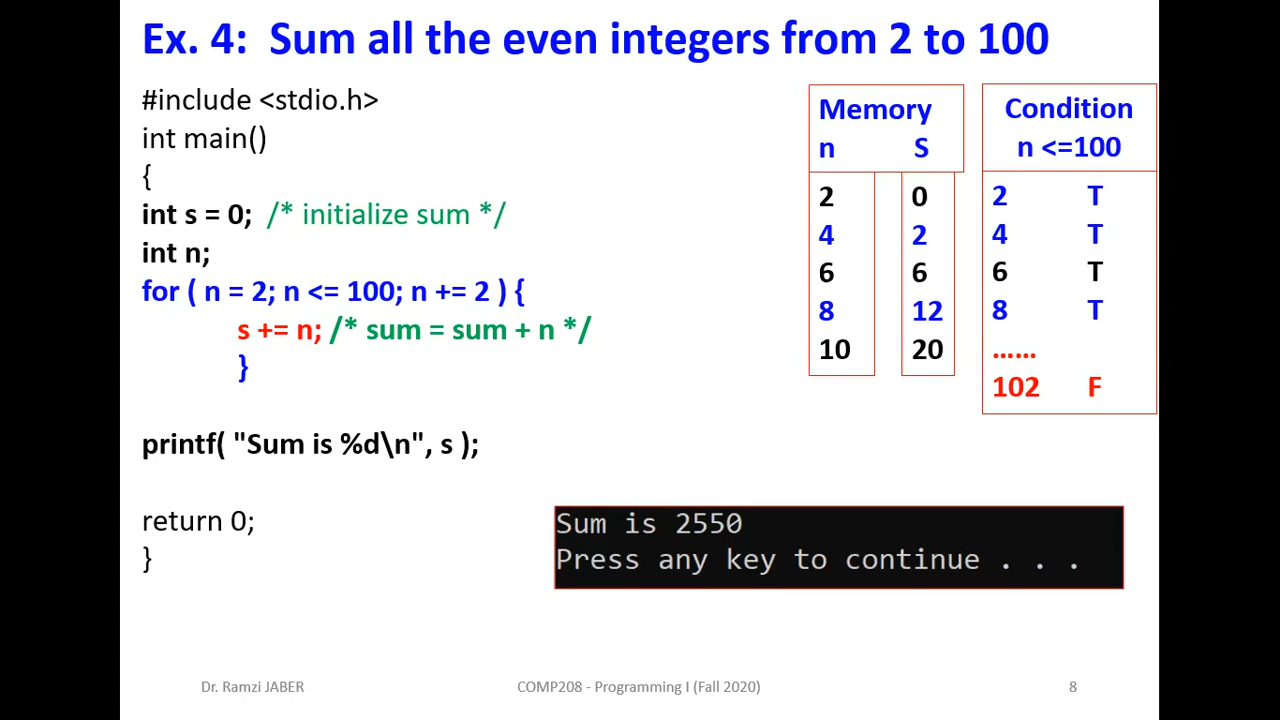 Ex. 4: Sum all the even integers from 2 to 100
#include <stdio.h>
int main()
{
int s = 0; /* initialize sum */
int n;
for ( n = 2; n <= 100; n += 2 ) {
s += n; /* sum = sum + n */
}
printf( "Sum is %d\n", s );
return 0;
}
Memory
n S
2 0
4 2
6 6
8 12
10 20
Condition
n <=100
2 T
4 T
6 T
8 T
......
102 F
Sum is 2550
Press any key to continue . . .
Dr. Ramzi JABER
COMP208 - Programming I (Fall 2020)
8